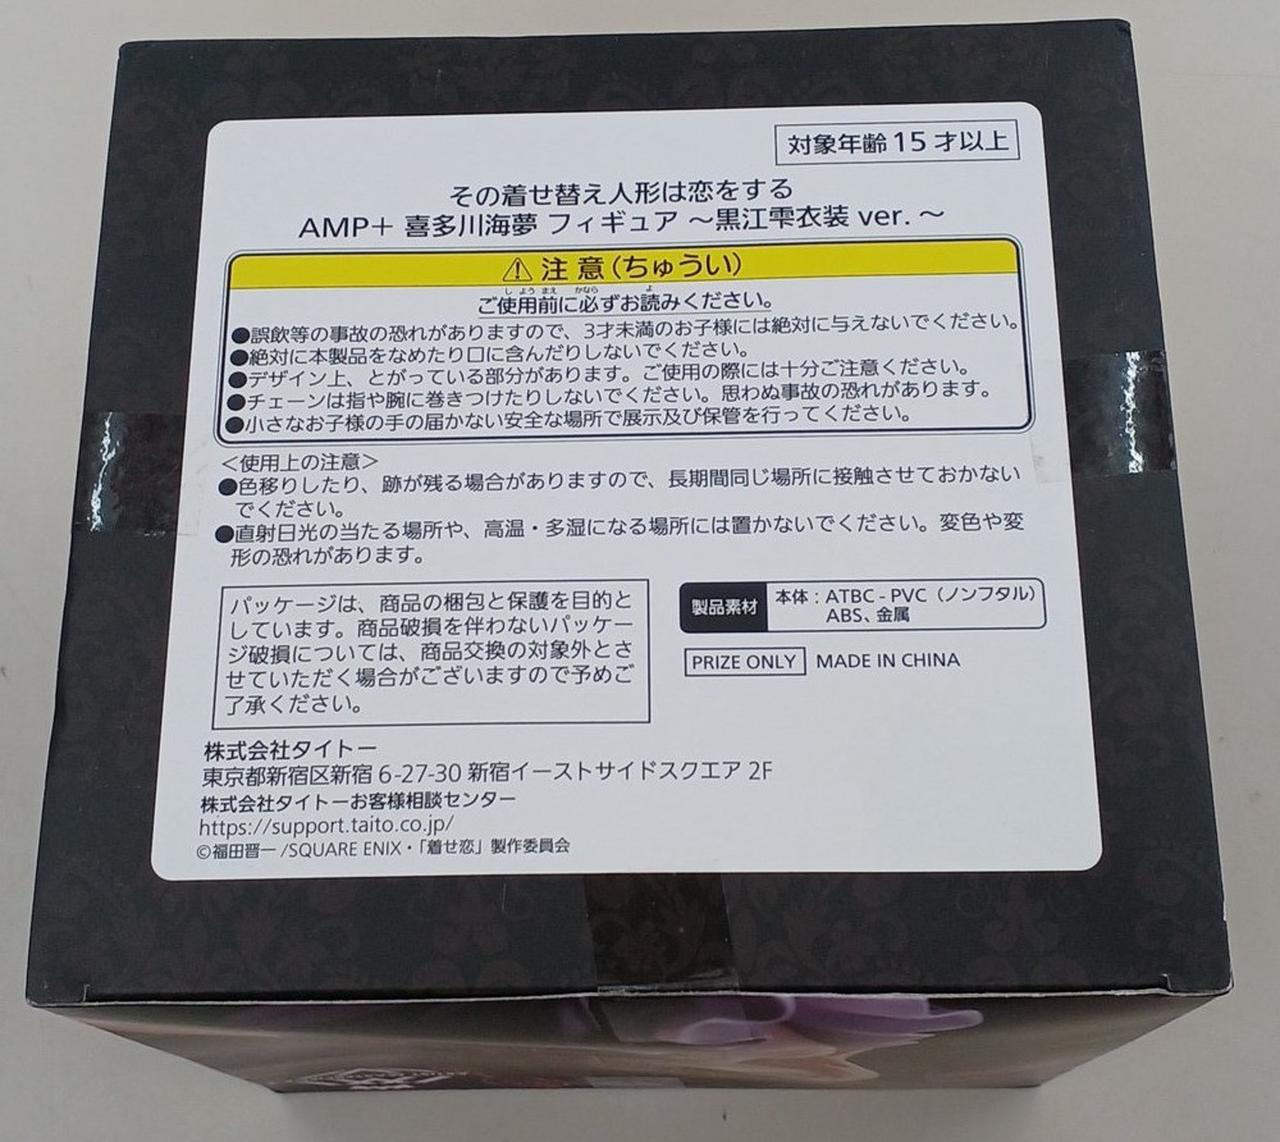 対象年齢15才以上
その着せ替え人形は恋をする
AMP＋ 喜多川海夢 フィギュア ～黒江雫衣装 ver. ～
⚠注意(ちゅうい)
しよう まえ かなら よ
ご使用前に必ずお読みください。
●誤飲等の事故の恐れがありますので、3才未満のお子様には絶対に与えないでください。
●絶対に本製品をなめたり口に含んだりしないでください。
●デザイン上、とがっている部分があります。ご使用の際には十分ご注意ください。
●チェーンは指や腕に巻きつけたりしないでください。思わぬ事故の恐れがあります。
●小さなお子様の手の届かない安全な場所で展示及び保管を行ってください。
＜使用上の注意＞
●色移りしたり、跡が残る場合がありますので、長期間同じ場所に接触させておかない
でください。
●直射日光の当たる場所や、高温・多湿になる場所には置かないでください。変色や変
形の恐れがあります。
パッケージは、商品の梱包と保護を目的と
しています。商品破損を伴わないパッケー
ジ破損については、商品交換の対象外とさ
せていただく場合がございますので予めご
了承ください。
製品素材
本体：ATBC - PVC（ノンフタル）
ABS、金属
PRIZE ONLY MADE IN CHINA
株式会社タイトー
東京都新宿区新宿 6-27-30 新宿イーストサイドスクエア 2F
株式会社タイトーお客様相談センター
https://support.taito.co.jp/
©福田晋一 /SQUARE ENIX・「着せ恋」製作委員会